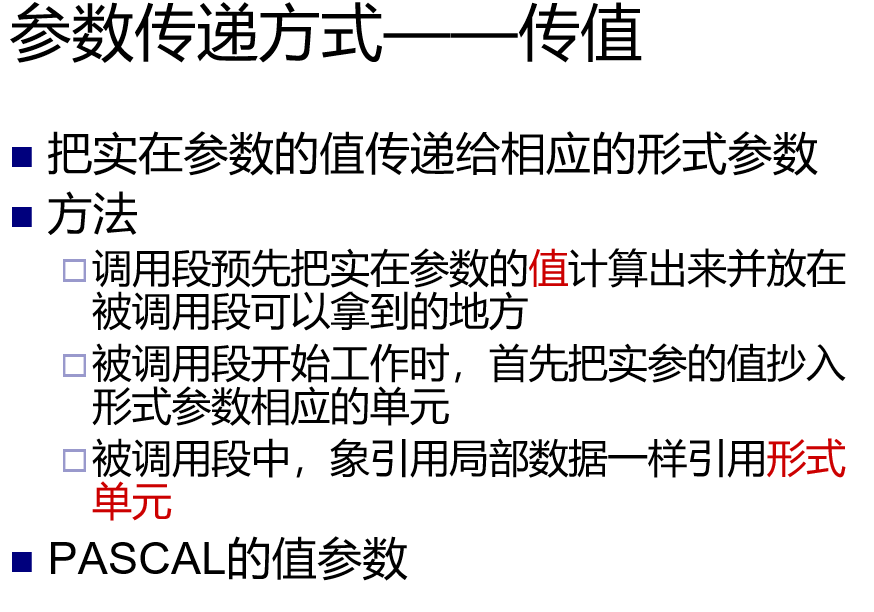 参数传递方式——传值
把实在参数的值传递给相应的形式参数
方法
调用段预先把实在参数的值计算出来并放在
被调用段可以拿到的地方
被调用段开始工作时，首先把实参的值抄入
形式参数相应的单元
被调用段中，象引用局部数据一样引用形式
单元
PASCAL的值参数